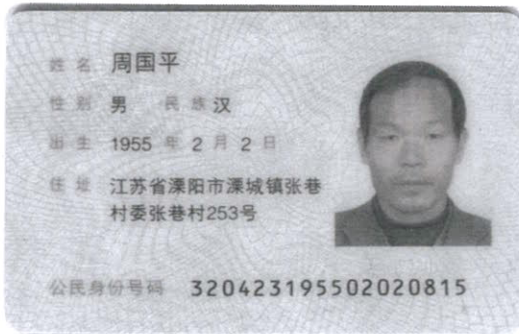 姓名 周国平
性别 男 民族 汉
出生 1955 年 2 月 2 日
住址 江苏省溧阳市溧城镇张巷
村委张巷村253号
公民身份号码 320423195502020815